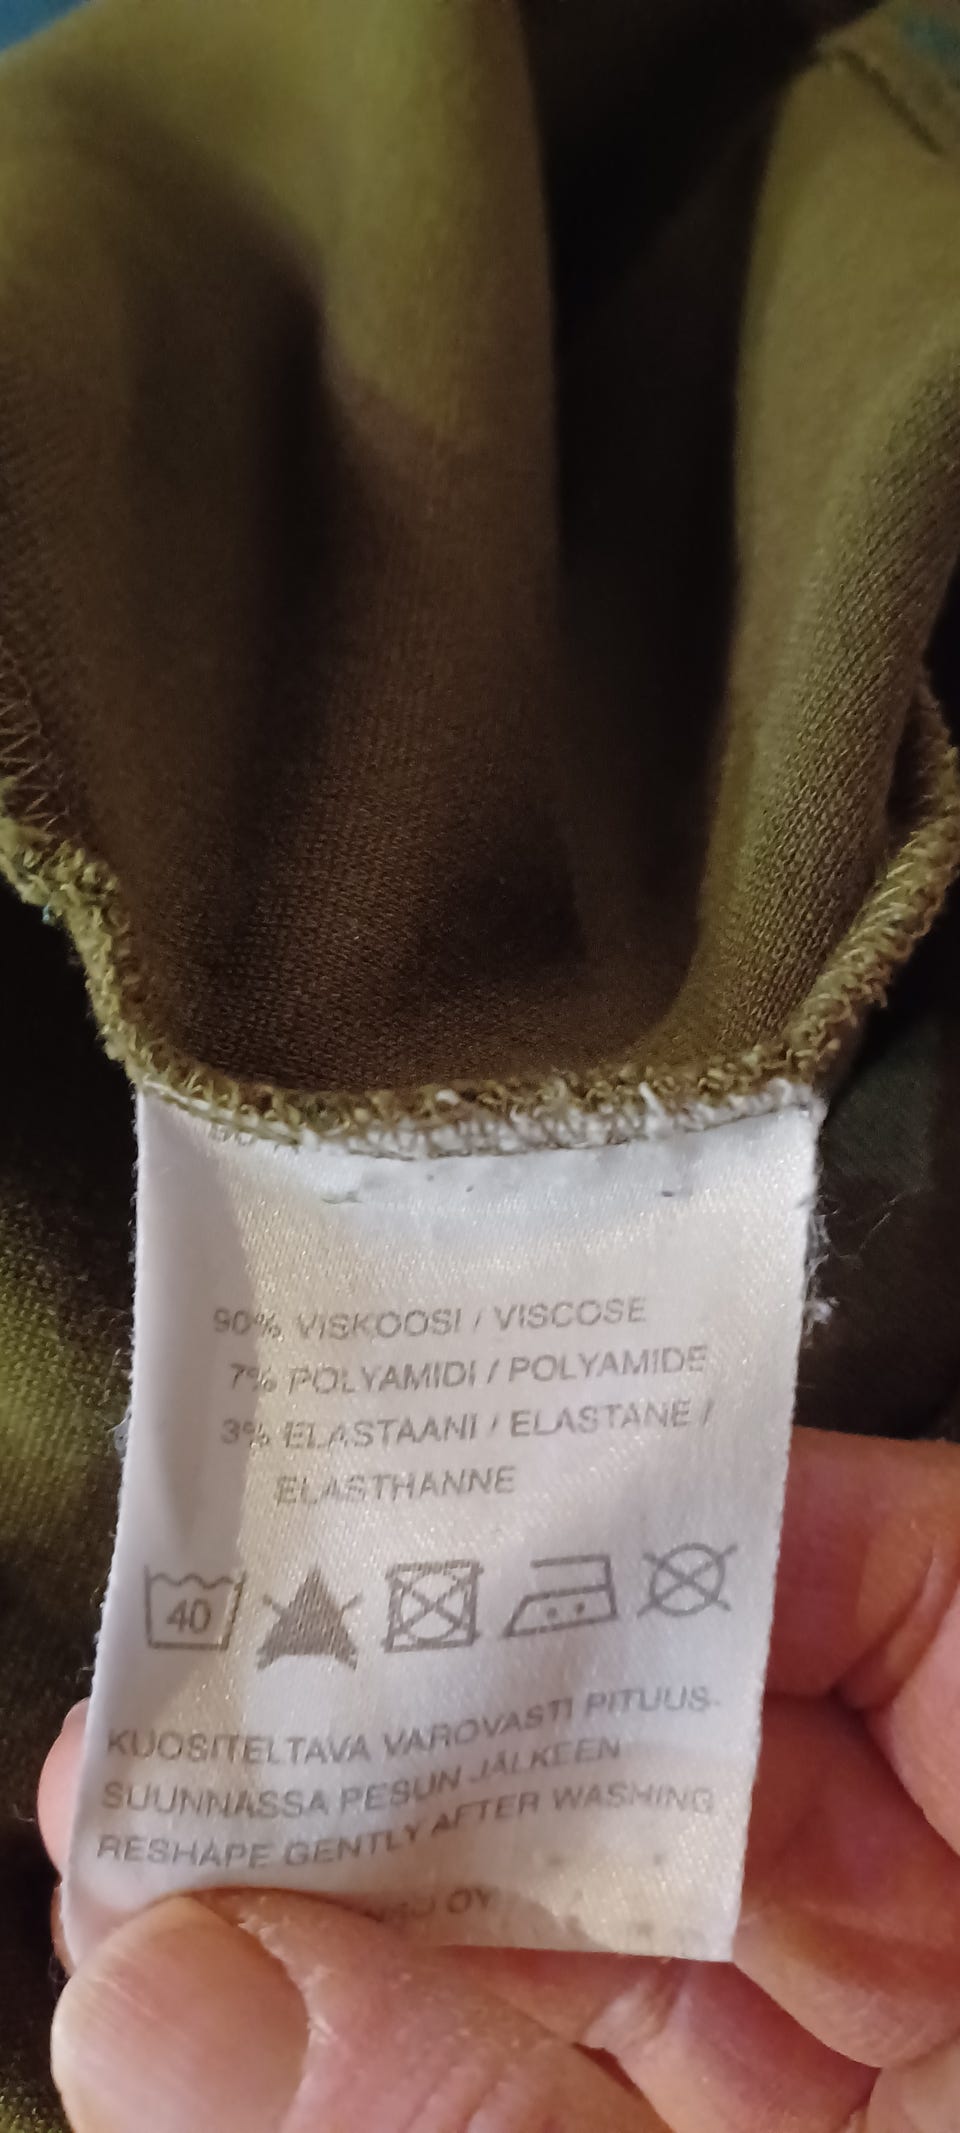 90% VISKOOSI / VISCOSE
7% POLYAMIDI / POLYAMIDE
3% ELASTAANI / ELASTANE /
ELASTHANNE
40
KUOSITELTAVA VAROVASTI PITUUS-
SUUNNASSA PESUN JÄLKEEN
RESHAPE GENTLY AFTER WASHING
OY